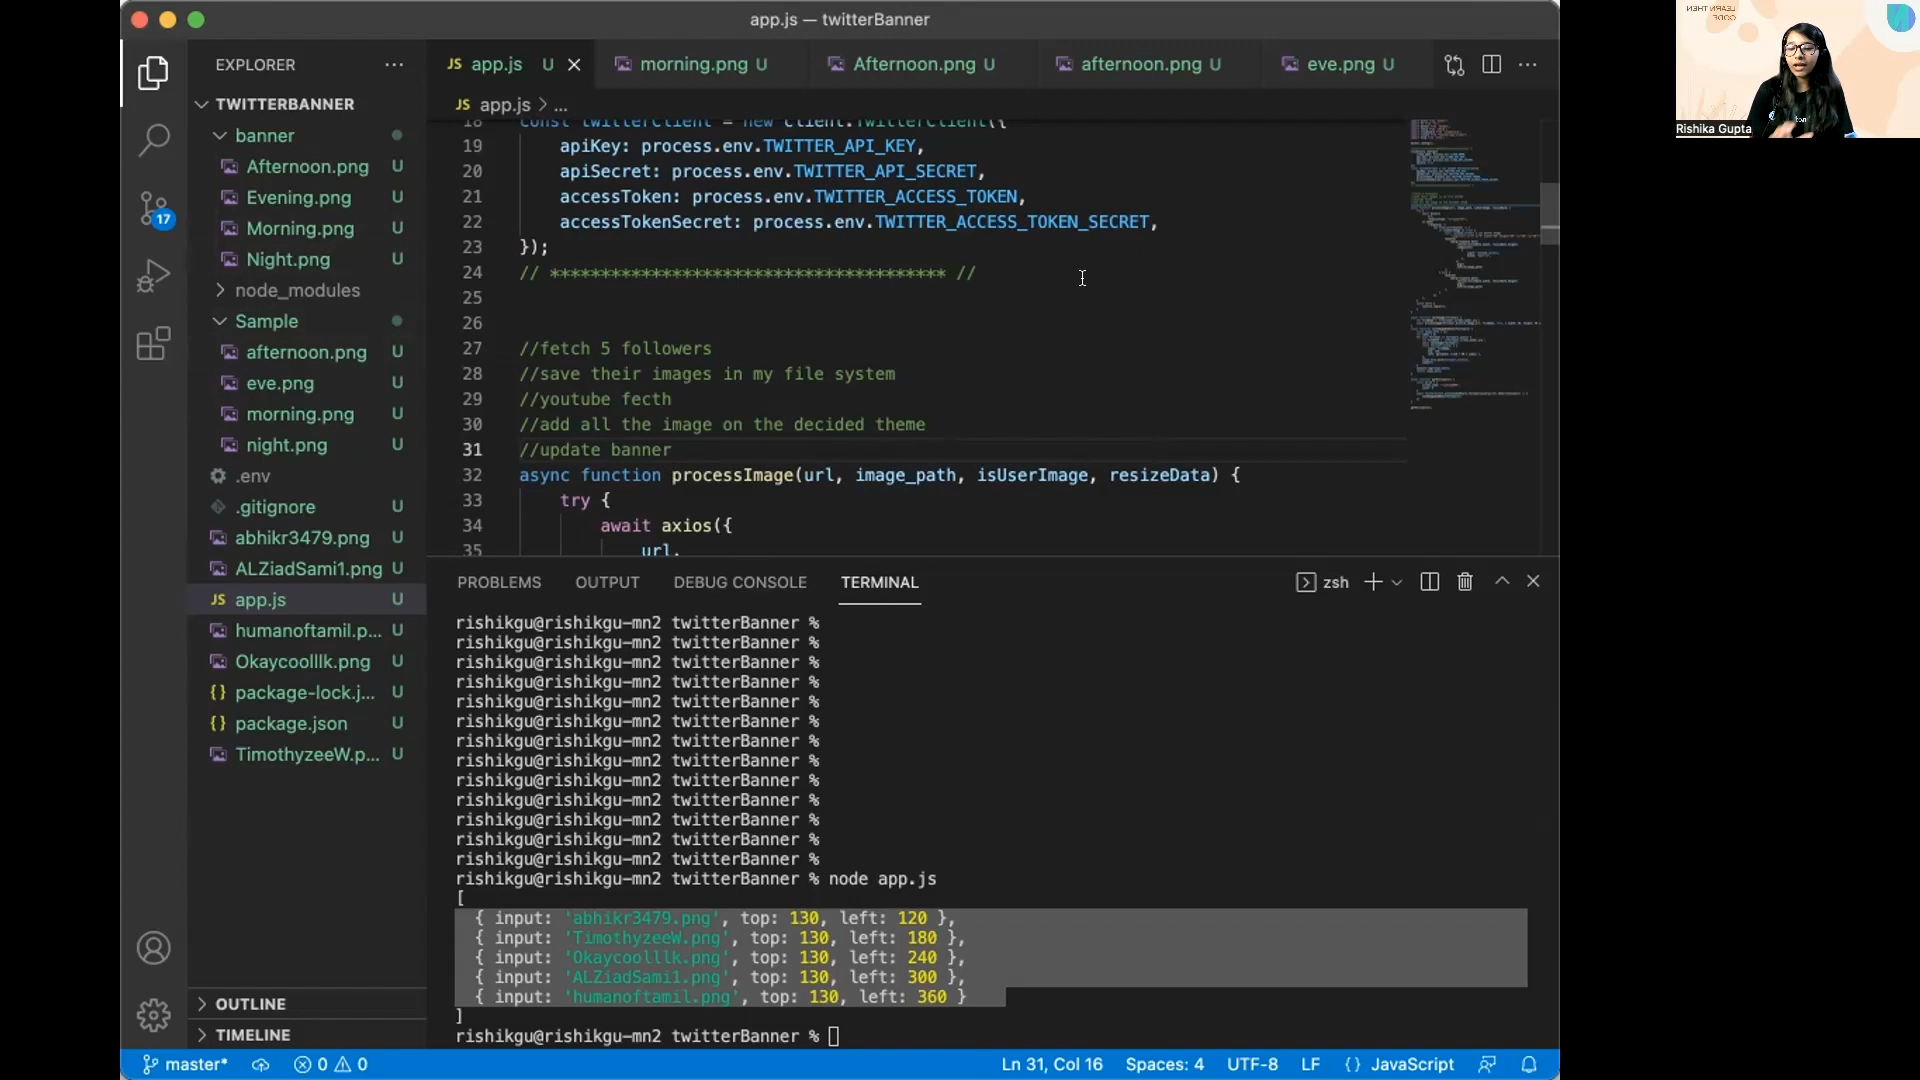 app.js — twitterBanner
EXPLORER
TWITTERBANNER
banner
Afternoon.png U
Evening.png U
Morning.png U
Night.png U
node_modules
Sample
afternoon.png U
eve.png U
morning.png U
night.png U
.env
.gitignore U
abhikr3479.png U
ALZiadSami1.png U
JS app.js U
humanoftamil.p... U
Okaycoolllk.png U
{} package-lock.j... U
{} package.json U
TimothyzeeW.p... U
OUTLINE
TIMELINE
17
JS app.js U
morning.png U
Afternoon.png U
afternoon.png U
eve.png U
JS app.js > ...
18 const twitterClient = new client.TwitterClient({
19 apiKey: process.env.TWITTER_API_KEY,
20 apiSecret: process.env.TWITTER_API_SECRET,
21 accessToken: process.env.TWITTER_ACCESS_TOKEN,
22 accessTokenSecret: process.env.TWITTER_ACCESS_TOKEN_SECRET,
23 });
24 // *************************************** //
25
26
27 //fetch 5 followers
28 //save their images in my file system
29 //youtube fecth
30 //add all the image on the decided theme
31 //update banner
32 async function processImage(url, image_path, isUserImage, resizeData) {
33 try {
34 await axios({
35 url,
PROBLEMS OUTPUT DEBUG CONSOLE TERMINAL
zsh
rishikgu@rishikgu-mn2 twitterBanner %
rishikgu@rishikgu-mn2 twitterBanner %
rishikgu@rishikgu-mn2 twitterBanner %
rishikgu@rishikgu-mn2 twitterBanner %
rishikgu@rishikgu-mn2 twitterBanner %
rishikgu@rishikgu-mn2 twitterBanner %
rishikgu@rishikgu-mn2 twitterBanner %
rishikgu@rishikgu-mn2 twitterBanner %
rishikgu@rishikgu-mn2 twitterBanner %
rishikgu@rishikgu-mn2 twitterBanner %
rishikgu@rishikgu-mn2 twitterBanner %
rishikgu@rishikgu-mn2 twitterBanner %
rishikgu@rishikgu-mn2 twitterBanner %
rishikgu@rishikgu-mn2 twitterBanner % node app.js
[
{ input: 'abhikr3479.png', top: 130, left: 120 },
{ input: 'TimothyzeeW.png', top: 130, left: 180 },
{ input: 'Okaycoolllk.png', top: 130, left: 240 },
{ input: 'ALZiadSami1.png', top: 130, left: 300 },
{ input: 'humanoftamil.png', top: 130, left: 360 }
]
rishikgu@rishikgu-mn2 twitterBanner %
master* 0 0
Ln 31, Col 16 Spaces: 4 UTF-8 LF {} JavaScript
LEARN THEN
CODE
Rishika Gupta